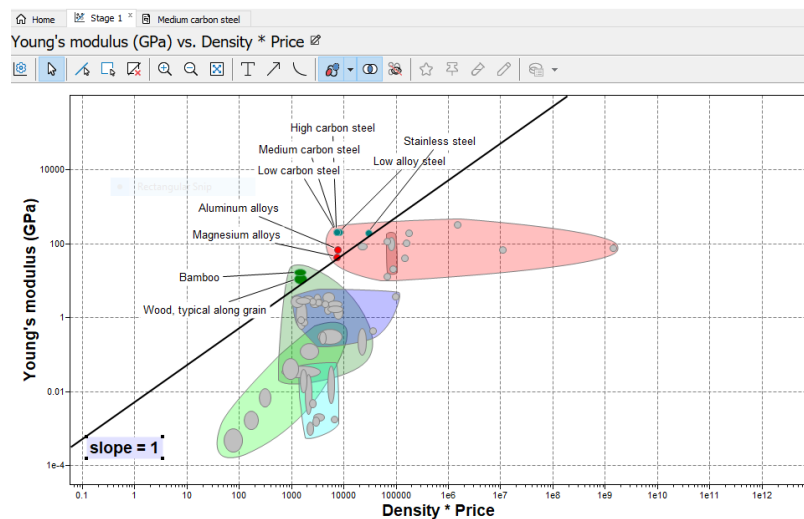 Home Stage 1 × Medium carbon steel
Young's modulus (GPa) vs. Density * Price
High carbon steel
Stainless steel
Medium carbon steel
Low alloy steel
Low carbon steel
Rectangular Snip
Aluminum alloys
Magnesium alloys
Bamboo
Wood, typical along grain
slope = 1
Young's modulus (GPa)
10000
100
1
0.01
1e-4
0.1 1 10 100 1000 10000 100000 1e6 1e7 1e8 1e9 1e10 1e11 1e12
Density * Price